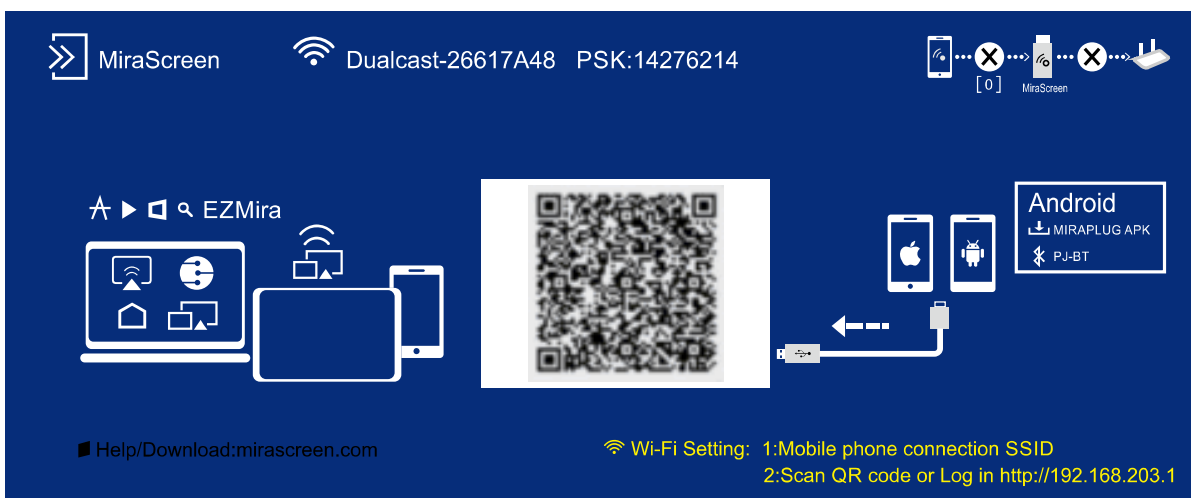 MiraScreen
Dualcast-26617A48 PSK:14276214
[0]
MiraScreen
EZMira
Android
MIRAPLUG APK
PJ-BT
Help/Download:mirascreen.com
Wi-Fi Setting: 1:Mobile phone connection SSID
2:Scan QR code or Log in http://192.168.203.1